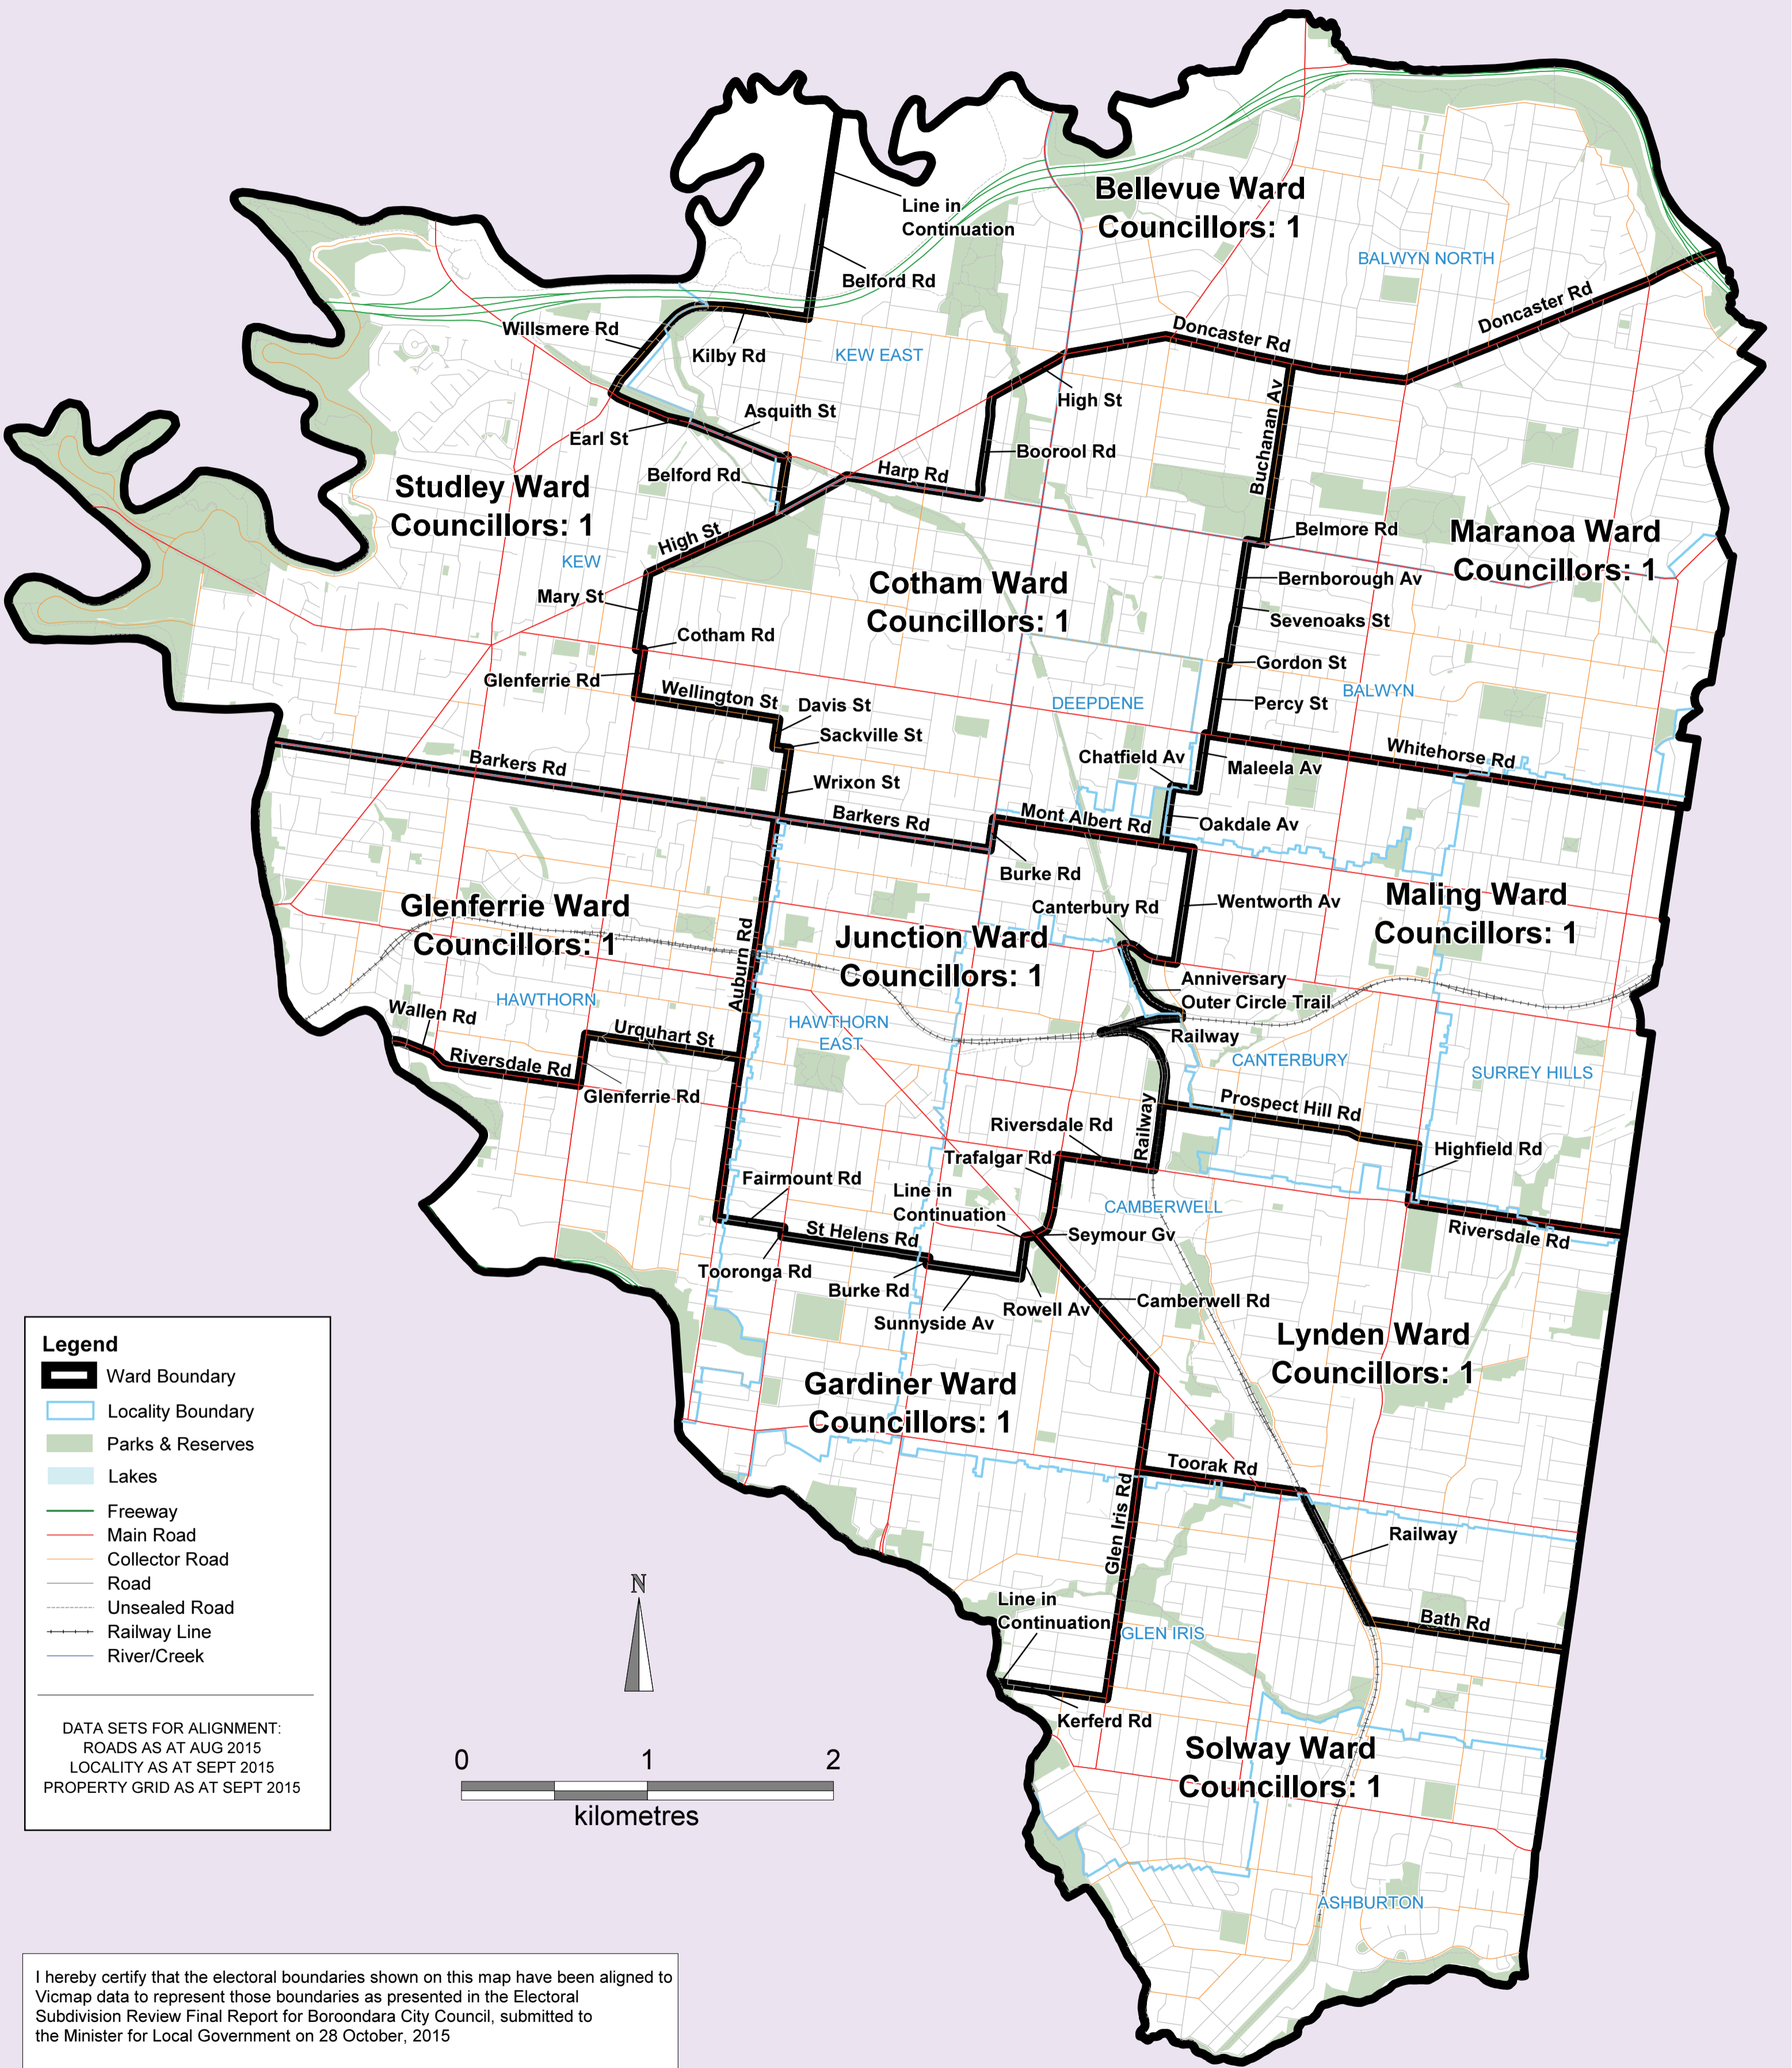 Bellevue Ward
Councillors: 1
Line in
Continuation
BALWYN NORTH
Belford Rd
Doncaster Rd
Willsmere Rd
Kilby Rd
KEW EAST
Doncaster Rd
High St
Buchanan Av
Asquith St
Earl St
Boorool Rd
Belford Rd
Harp Rd
Studley Ward
Councillors: 1
High St
KEW
Belmore Rd
Maranoa Ward
Councillors: 1
Cotham Ward
Councillors: 1
Bernborough Av
Mary St
Sevenoaks St
Cotham Rd
Gordon St
Glenferrie Rd
Wellington St
Davis St
DEEPDENE
Percy St
BALWYN
Sackville St
Barkers Rd
Chatfield Av
Maleela Av
Whitehorse Rd
Wrixon St
Barkers Rd
Mont Albert Rd
Oakdale Av
Burke Rd
Glenferrie Ward
Councillors: 1
Auburn Rd
Canterbury Rd
Wentworth Av
Maling Ward
Councillors: 1
Junction Ward
Councillors: 1
Anniversary
Outer Circle Trail
HAWTHORN
Wallen Rd
Urquhart St
HAWTHORN
EAST
Railway
CANTERBURY
SURREY HILLS
Riversdale Rd
Glenferrie Rd
Prospect Hill Rd
Riversdale Rd
Railway
Highfield Rd
Trafalgar Rd
Fairmount Rd
Line in
Continuation
CAMBERWELL
St Helens Rd
Seymour Gv
Riversdale Rd
Tooronga Rd
Burke Rd
Rowell Av
Camberwell Rd
Sunnyside Av
Lynden Ward
Councillors: 1
Gardiner Ward
Councillors: 1
Toorak Rd
Glen Iris Rd
Railway
Line in
Continuation
GLEN IRIS
Bath Rd
Kerferd Rd
Solway Ward
Councillors: 1
ASHBURTON
Legend
Ward Boundary
Locality Boundary
Parks & Reserves
Lakes
Freeway
Main Road
Collector Road
Road
Unsealed Road
Railway Line
River/Creek
DATA SETS FOR ALIGNMENT:
ROADS AS AT AUG 2015
LOCALITY AS AT SEPT 2015
PROPERTY GRID AS AT SEPT 2015
N
0 1 2
kilometres
I hereby certify that the electoral boundaries shown on this map have been aligned to
Vicmap data to represent those boundaries as presented in the Electoral
Subdivision Review Final Report for Boroondara City Council, submitted to
the Minister for Local Government on 28 October, 2015